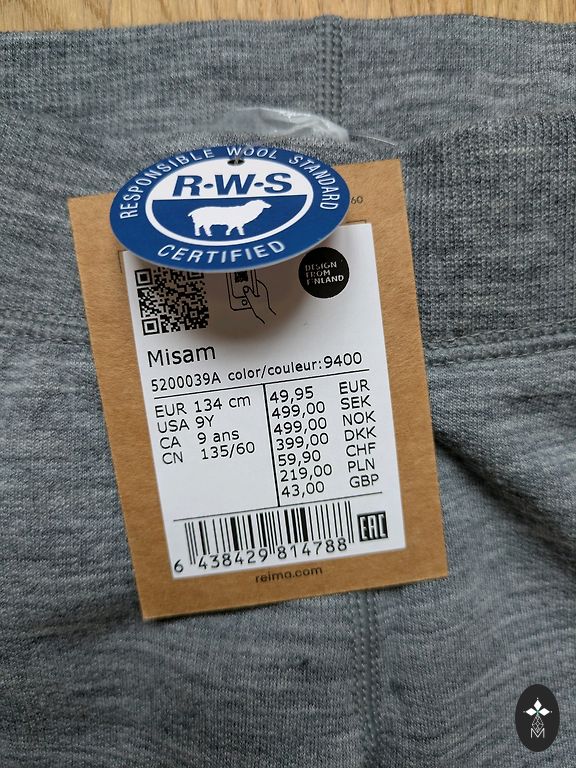 RESPONSIBLE WOOL STANDARD
R-W-S
CERTIFIED
60
DESIGN
FROM
FINLAND
Misam
5200039A color/couleur:9400
EUR 134 cm
USA 9Y
CA 9 ans
CN 135/60
49,95 EUR
499,00 SEK
499,00 NOK
399,00 DKK
59,90 CHF
219,00 PLN
43,00 GBP
6 438429 814788
EAC
reima.com
M